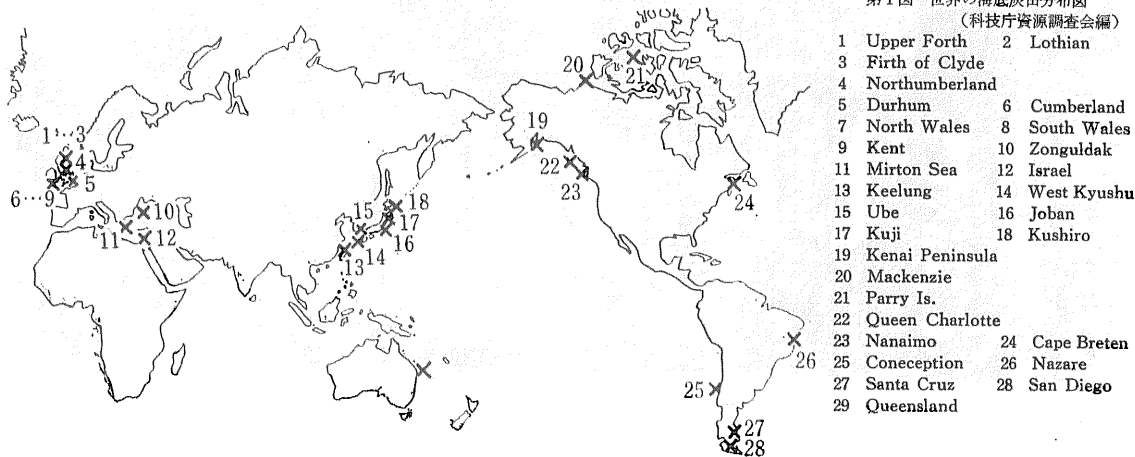 第1図 世界の海底炭田分布図
(科技庁資源調査会編)
1 Upper Forth 2 Lothian
3 Firth of Clyde
4 Northumberland
5 Durhum 6 Cumberland
7 North Wales 8 South Wales
9 Kent 10 Zonguldak
11 Mirton Sea 12 Israel
13 Keelung 14 West Kyushu
15 Ube 16 Joban
17 Kuji 18 Kushiro
19 Kenai Peninsula
20 Mackenzie
21 Parry Is.
22 Queen Charlotte
23 Nanaimo 24 Cape Breten
25 Coneception 26 Nazare
27 Santa Cruz 28 San Diego
29 Queensland
20
21
1…3
19
4
22
5
23
6…9
24
10
15
18
11
12
17
16
13
14
26
25
27
28